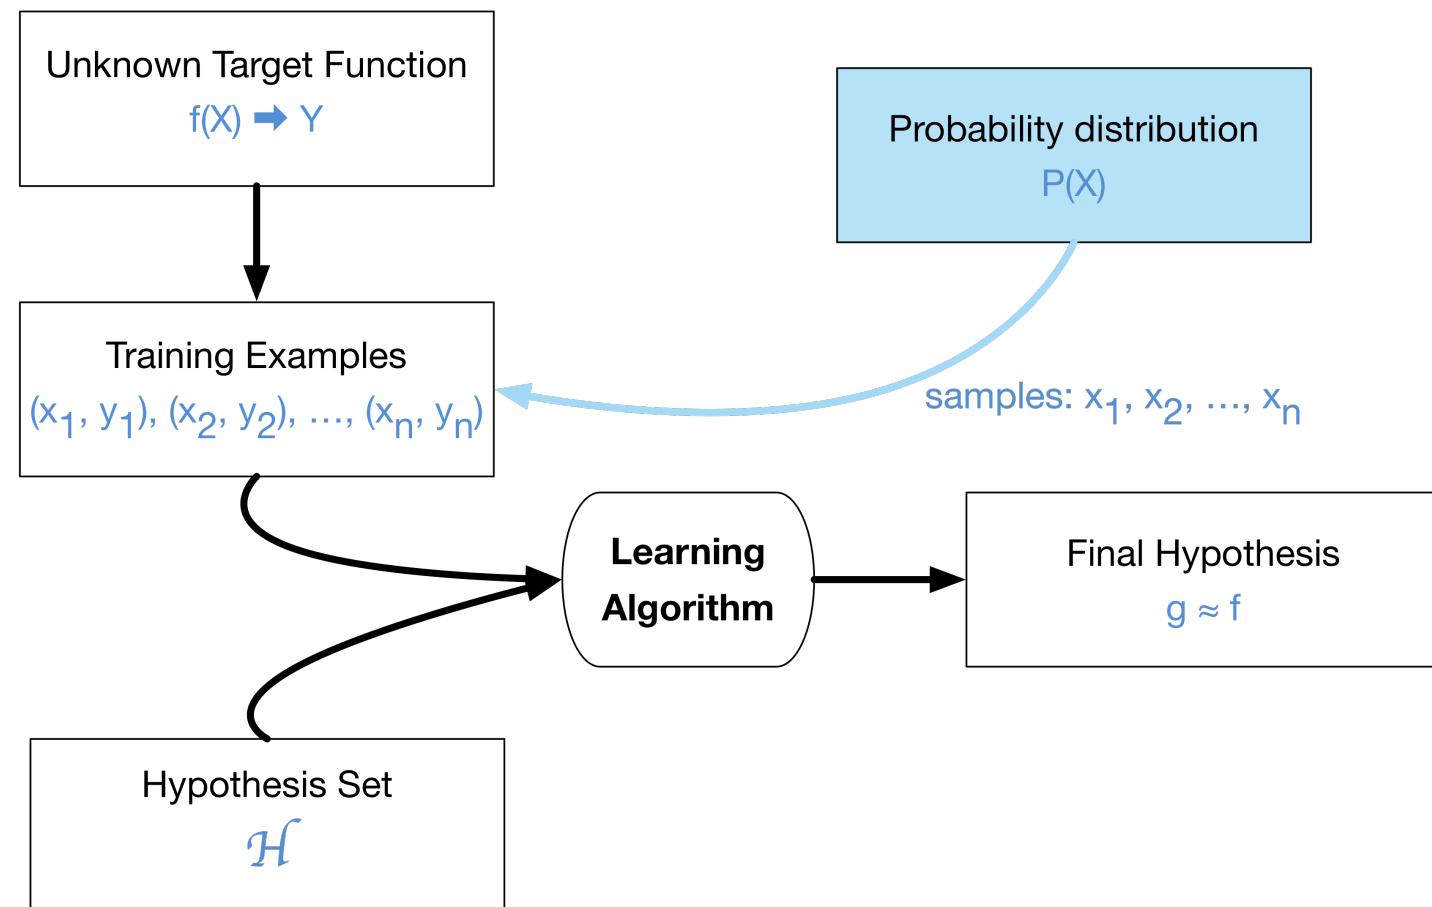 Unknown Target Function
f(X) ➡ Y
Probability distribution
P(X)
Training Examples
(x₁, y₁), (x₂, y₂), ..., (xₙ, yₙ)
samples: x₁, x₂, ..., xₙ
Learning
Algorithm
Final Hypothesis
g ≈ f
Hypothesis Set
ℋ